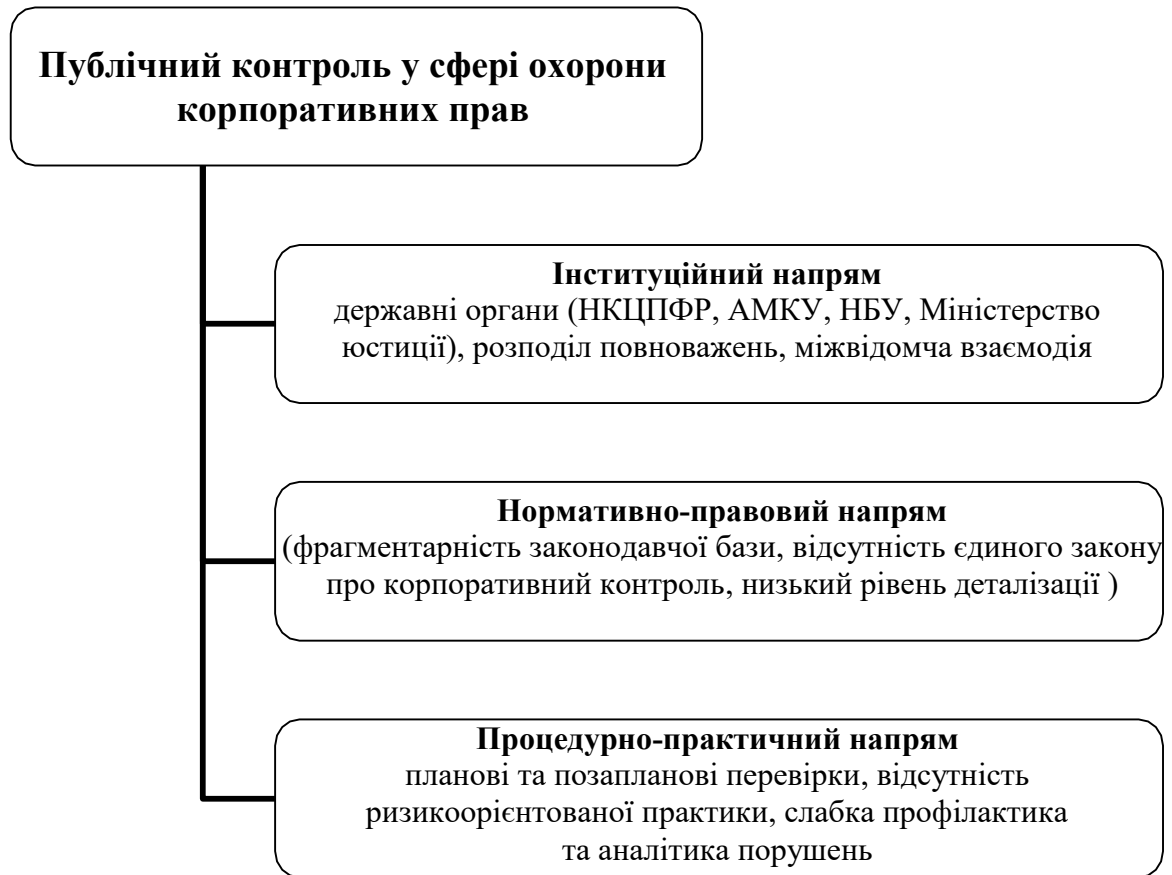 Публічний контроль у сфері охорони
корпоративних прав
Інституційний напрям
державні органи (НКЦПФР, АМКУ, НБУ, Міністерство
юстиції), розподіл повноважень, міжвідомча взаємодія
Нормативно-правовий напрям
(фрагментарність законодавчої бази, відсутність єдиного закону
про корпоративний контроль, низький рівень деталізації )
Процедурно-практичний напрям
планові та позапланові перевірки, відсутність
ризикоорієнтованої практики, слабка профілактика
та аналітика порушень